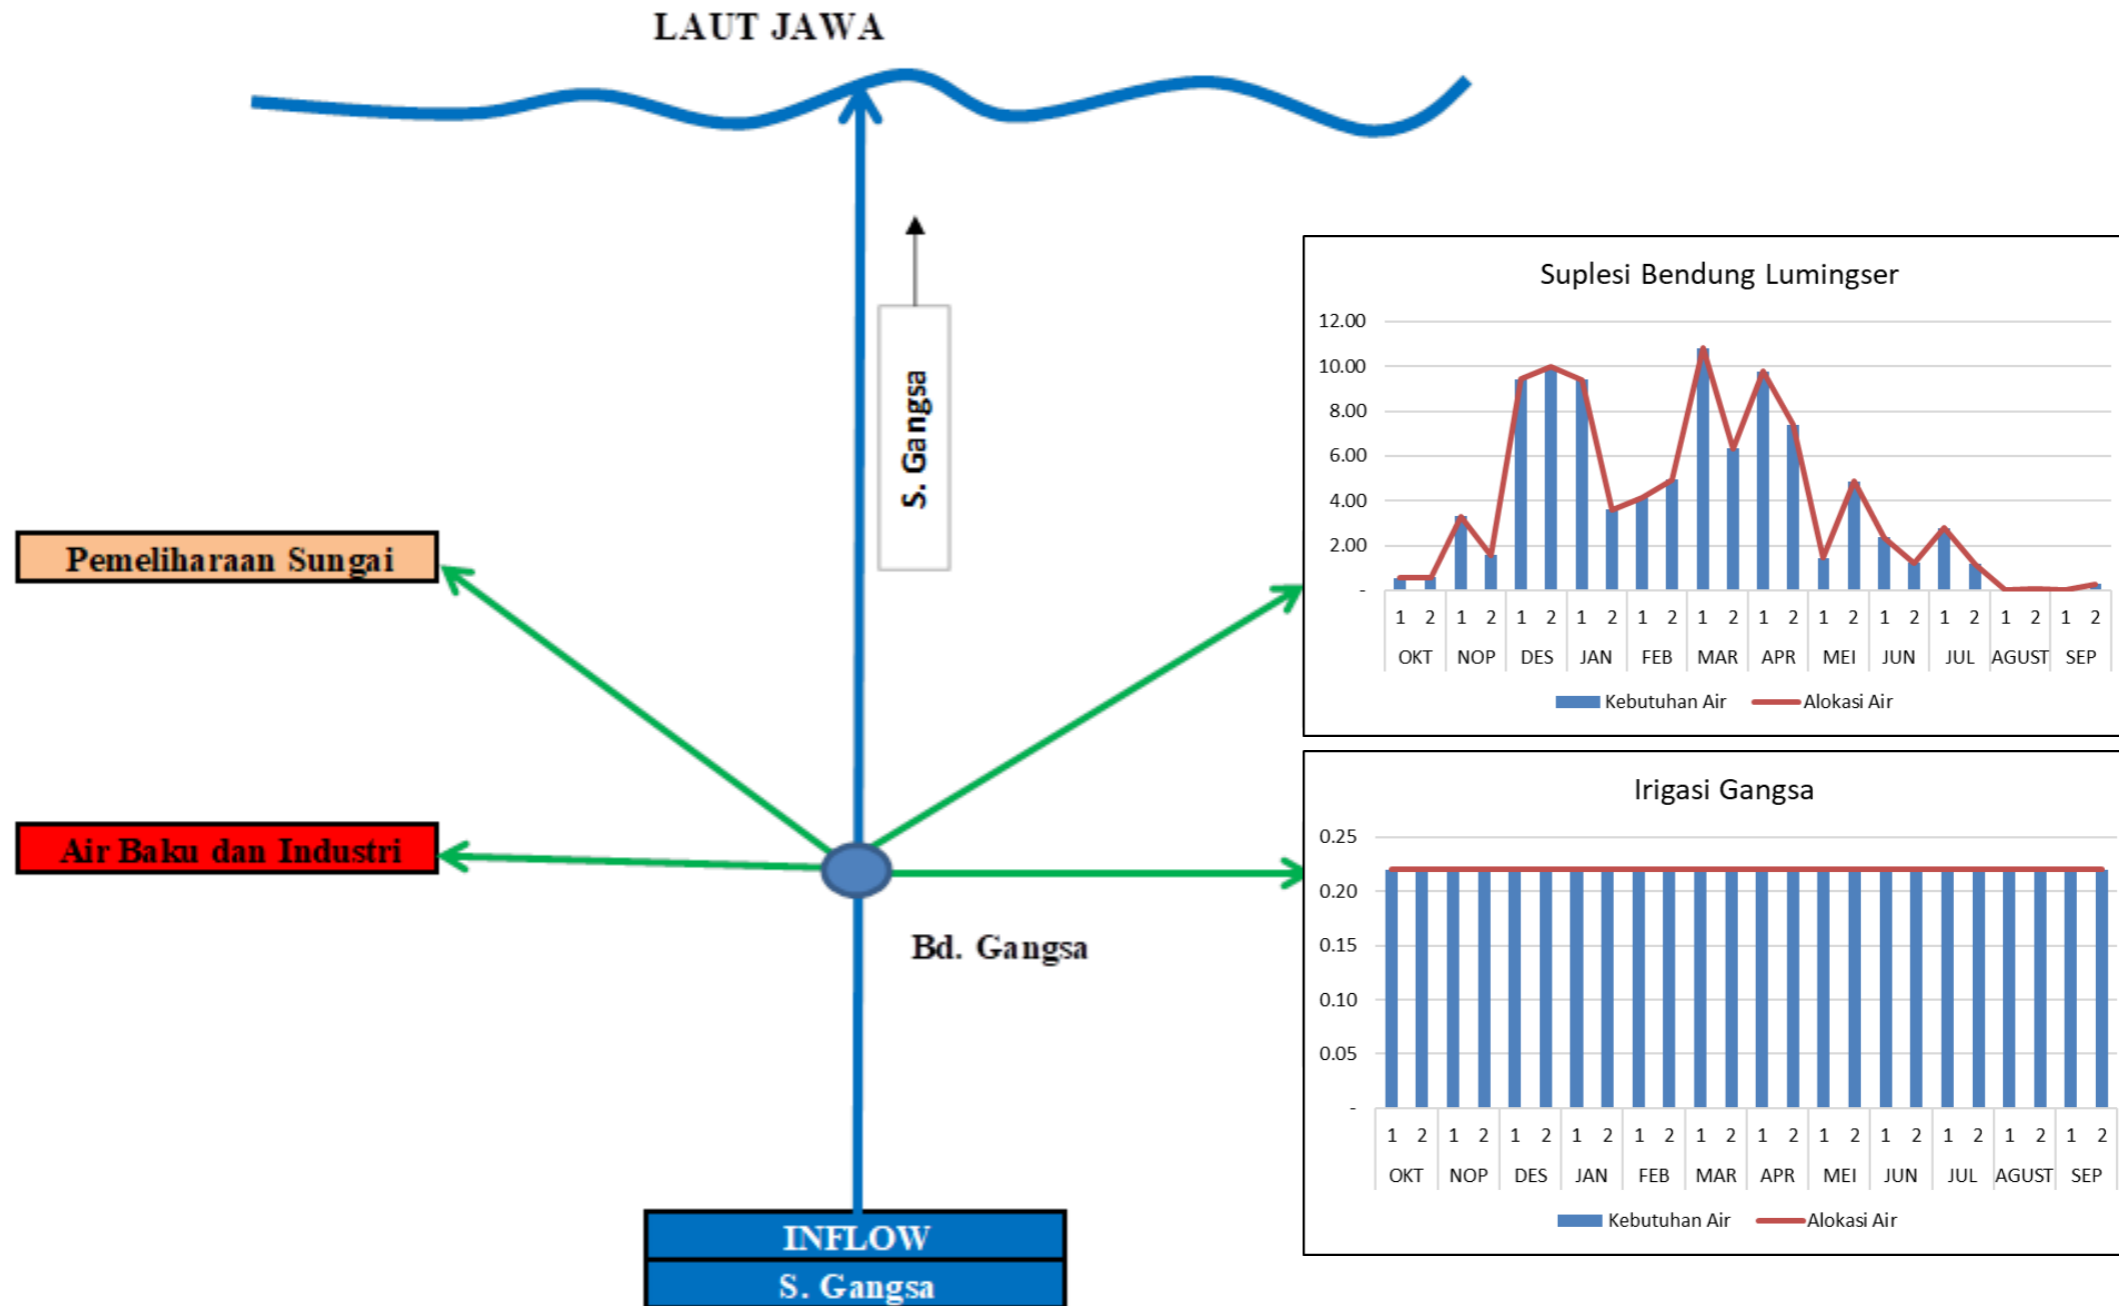 LAUT JAWA
S. Gangsa
Pemeliharaan Sungai
Air Baku dan Industri
Bd. Gangsa
INFLOW
S. Gangsa
Suplesi Bendung Lumingser
12.00
10.00
8.00
6.00
4.00
2.00
-
1 2 1 2 1 2 1 2 1 2 1 2 1 2 1 2 1 2 1 2 1 2 1 2
OKT NOP DES JAN FEB MAR APR MEI JUN JUL AGUST SEP
Kebutuhan Air Alokasi Air
Irigasi Gangsa
0.25
0.20
0.15
0.10
0.05
-
1 2 1 2 1 2 1 2 1 2 1 2 1 2 1 2 1 2 1 2 1 2 1 2
OKT NOP DES JAN FEB MAR APR MEI JUN JUL AGUST SEP
Kebutuhan Air Alokasi Air